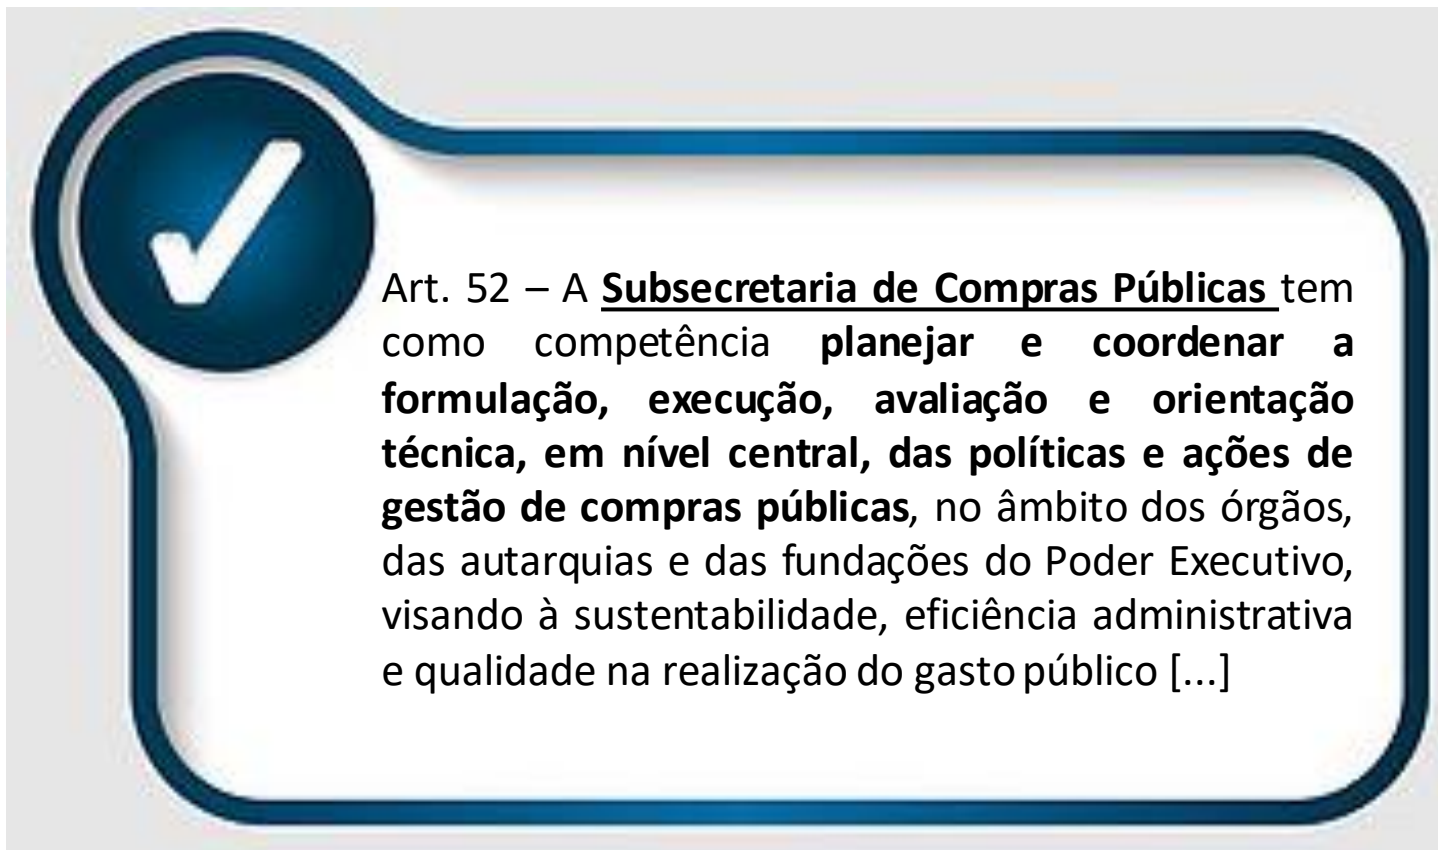 Art. 52 – A Subsecretaria de Compras Públicas tem
como competência planejar e coordenar a
formulação, execução, avaliação e orientação
técnica, em nível central, das políticas e ações de
gestão de compras públicas, no âmbito dos órgãos,
das autarquias e das fundações do Poder Executivo,
visando à sustentabilidade, eficiência administrativa
e qualidade na realização do gasto público [...]